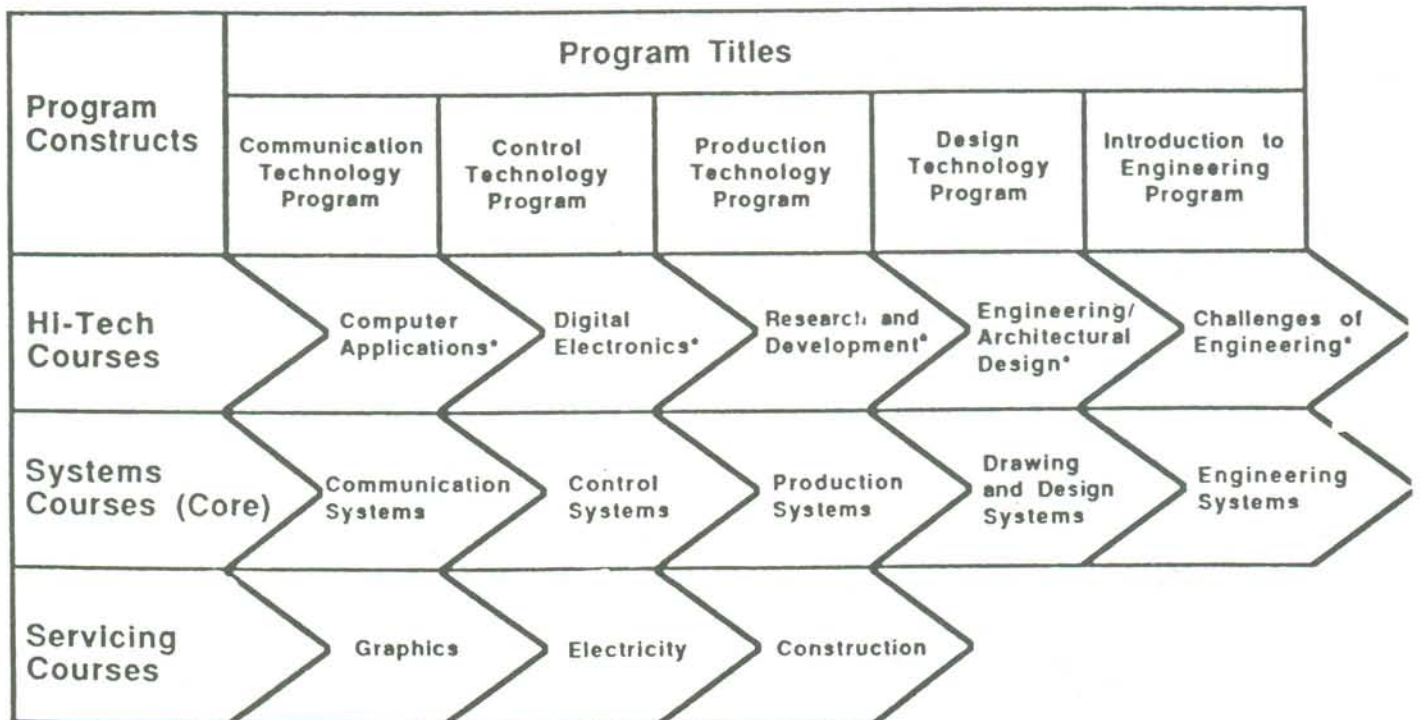 Program Titles
Program
Constructs
Communication
Technology
Program
Control
Technology
Program
Production
Technology
Program
Design
Technology
Program
Introduction to
Engineering
Program
Hi-Tech
Courses
Computer
Applications*
Digital
Electronics*
Research and
Development*
Engineering/
Architectural
Design*
Challenges of
Engineering*
Systems
Courses (Core)
Communication
Systems
Control
Systems
Production
Systems
Drawing
and Design
Systems
Engineering
Systems
Servicing
Courses
Graphics
Electricity
Construction